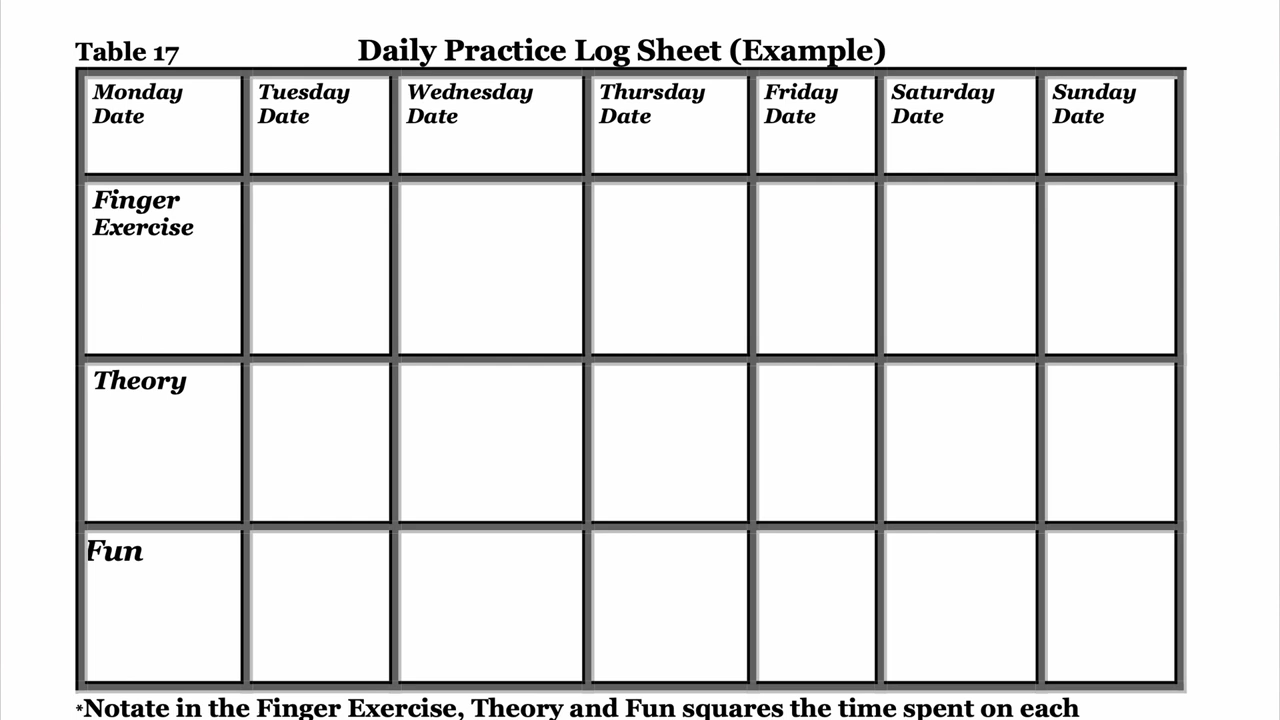 Table 17 Daily Practice Log Sheet (Example)
Monday Tuesday Wednesday Thursday Friday Saturday Sunday
Date Date Date Date Date Date Date
Finger
Exercise
Theory
Fun
*Notate in the Finger Exercise, Theory and Fun squares the time spent on each